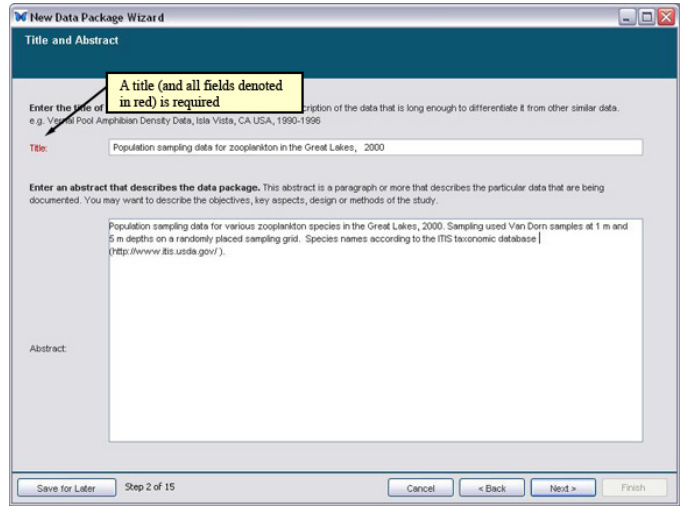 New Data Package Wizard
Title and Abstract
A title (and all fields denoted
in red) is required
Enter the title of cription of the data that is long enough to differentiate it from other similar data.
e.g. Vernal Pool Amphibian Density Data, Isla Vista, CA USA, 1990-1996
Title: Population sampling data for zooplankton in the Great Lakes, 2000
Enter an abstract that describes the data package. This abstract is a paragraph or more that describes the particular data that are being
documented. You may want to describe the objectives, key aspects, design or methods of the study.
Population sampling data for various zooplankton species in the Great Lakes, 2000. Sampling used Van Dorn samples at 1 m and
5 m depths on a randomly placed sampling grid. Species names according to the ITIS taxonomic database
(http://www.itis.usda.gov/ ).
Abstract:
Save for Later Step 2 of 15 Cancel < Back Next > Finish